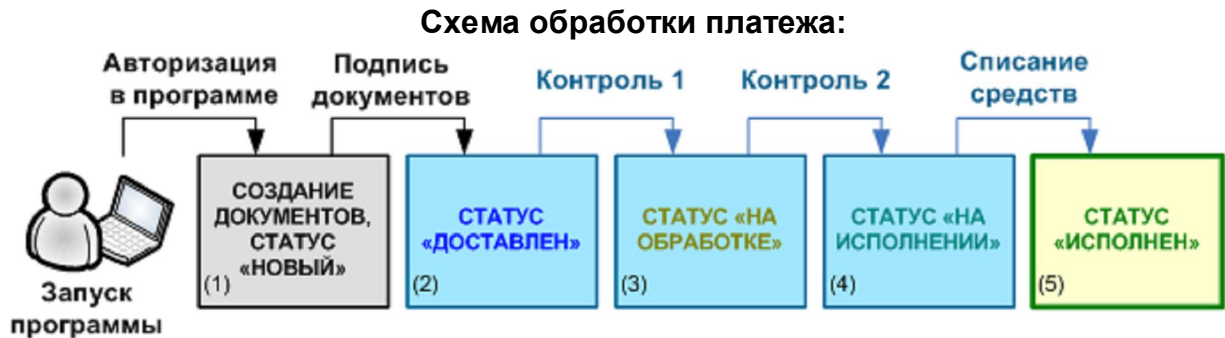 Схема обработки платежа:
Авторизация
в программе
Подпись
документов
Контроль 1
Контроль 2
Списание
средств
Запуск
программы
СОЗДАНИЕ
ДОКУМЕНТОВ,
СТАТУС
«НОВЫЙ»
(1)
СТАТУС
«ДОСТАВЛЕН»
(2)
СТАТУС «НА
ОБРАБОТКЕ»
(3)
СТАТУС «НА
ИСПОЛНЕНИИ»
(4)
СТАТУС
«ИСПОЛНЕН»
(5)